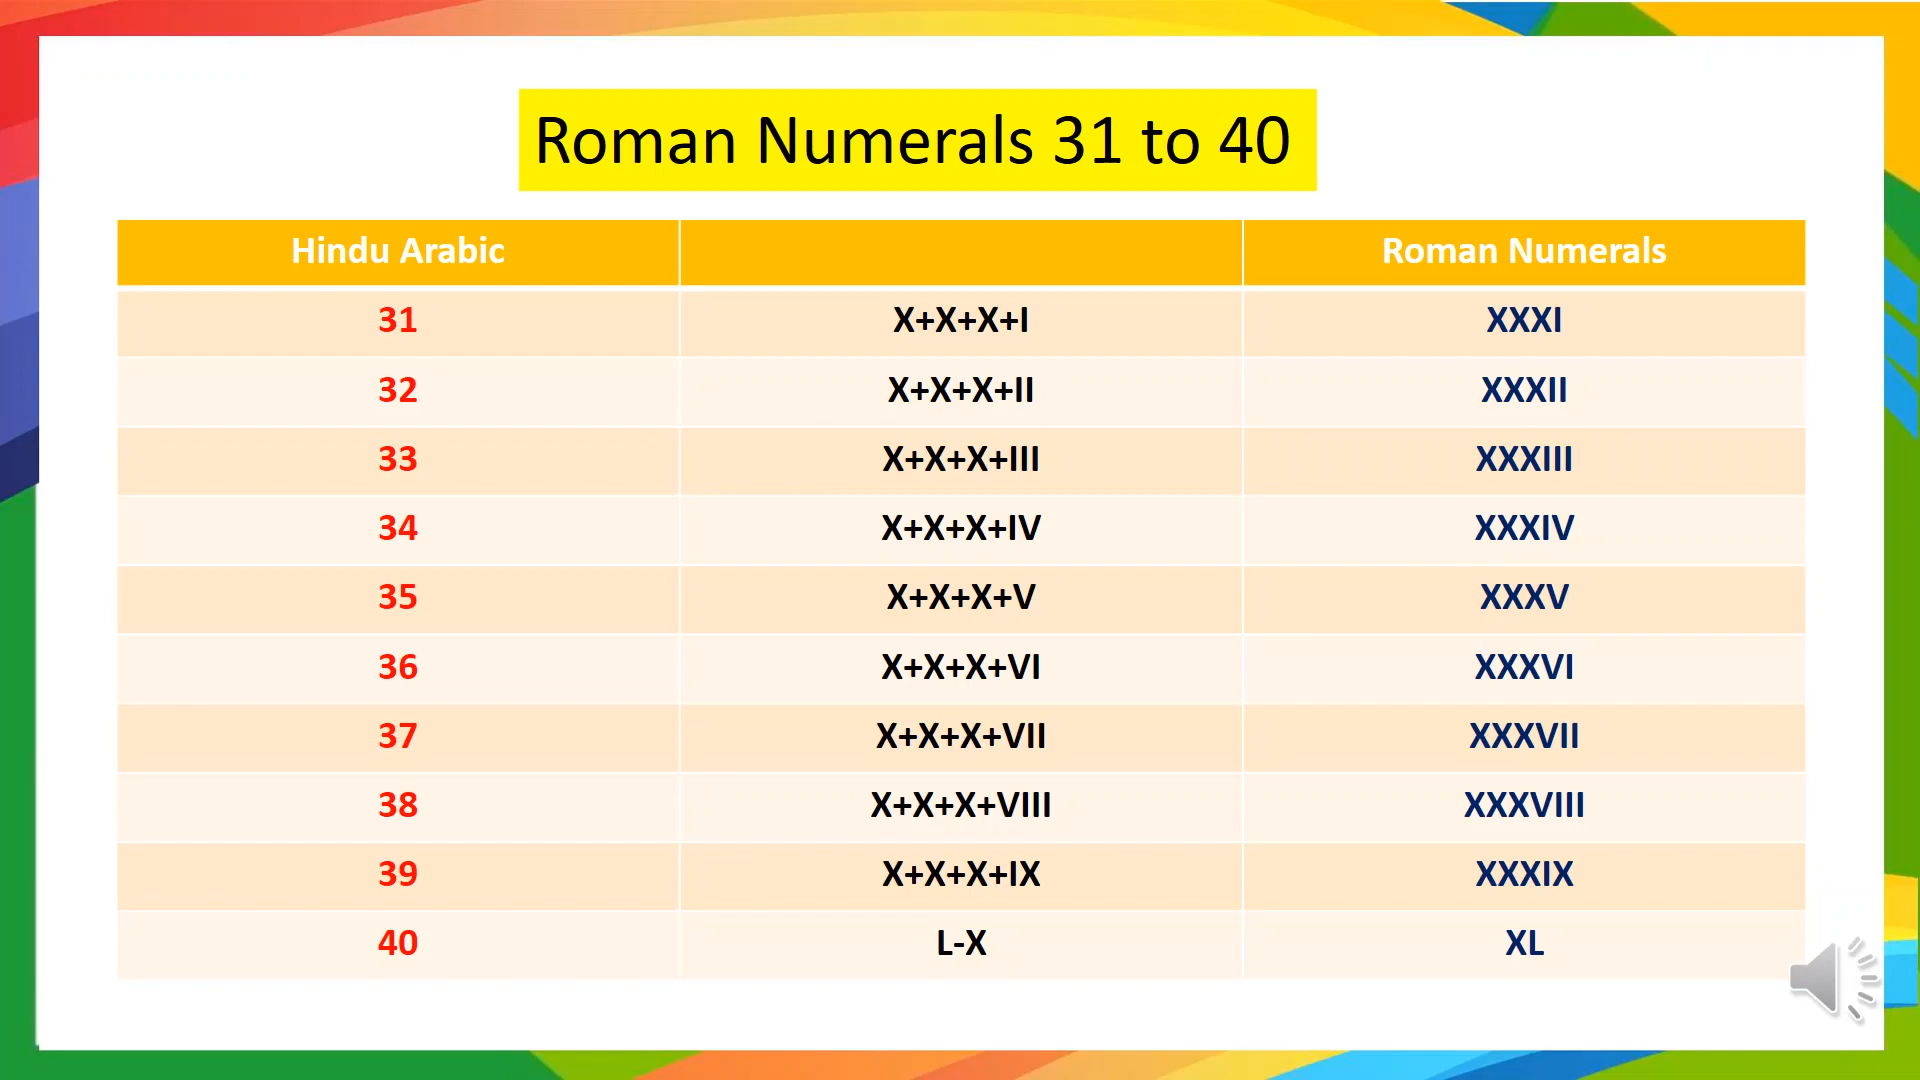 Roman Numerals 31 to 40
Hindu Arabic Roman Numerals
31 X+X+X+I XXXI
32 X+X+X+II XXXII
33 X+X+X+III XXXIII
34 X+X+X+IV XXXIV
35 X+X+X+V XXXV
36 X+X+X+VI XXXVI
37 X+X+X+VII XXXVII
38 X+X+X+VIII XXXVIII
39 X+X+X+IX XXXIX
40 L-X XL